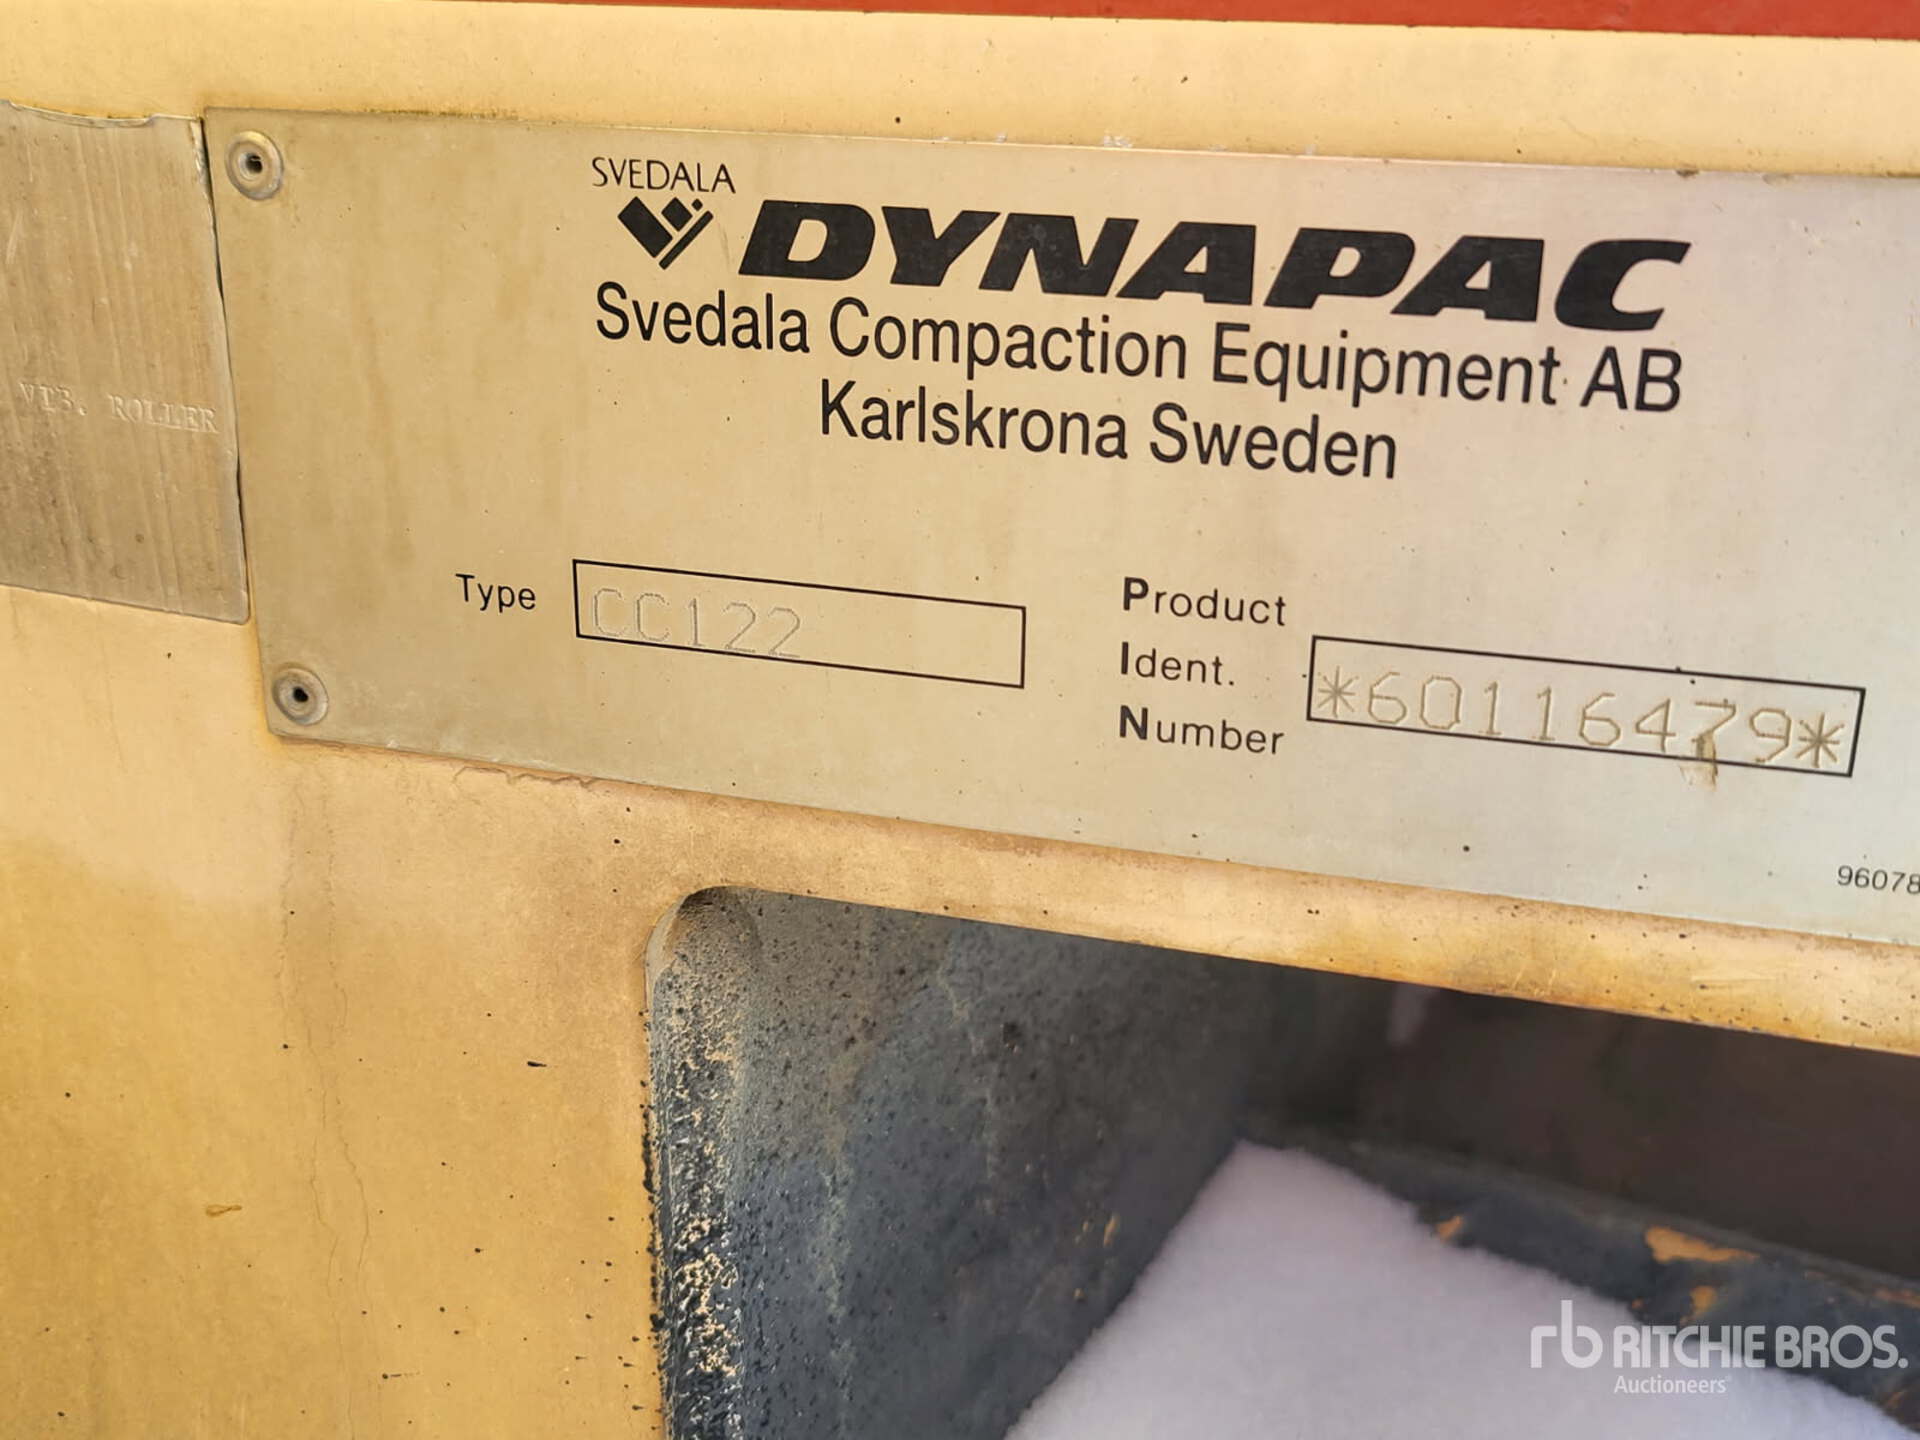 SVEDALA
DYNAPAC
Svedala Compaction Equipment AB
Karlskrona Sweden
VIB. ROLLER
Type CC122
Product
Ident.
Number
*60116479*
96078
rb RITCHIE BROS.
Auctioneers